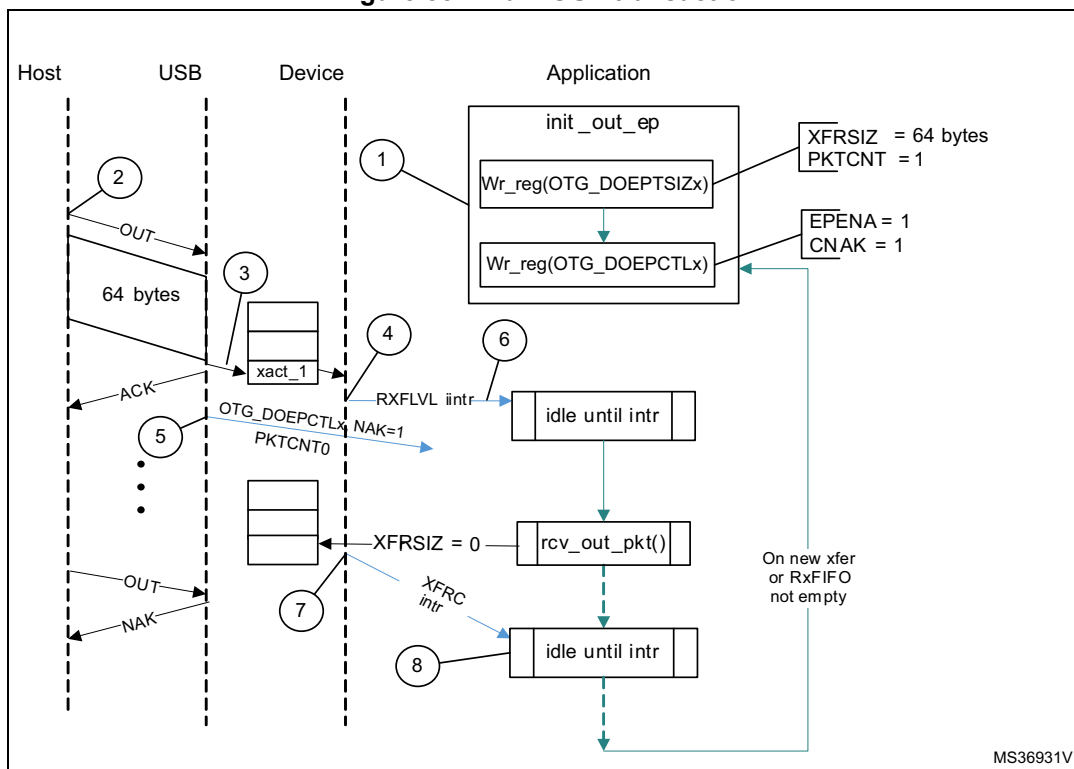 Host USB Device Application
init _out_ep
1
XFRSIZ = 64 bytes
PKTCNT = 1
Wr_reg(OTG_DOEPTSIZx)
2
OUT
EPENA = 1
CNAK = 1
Wr_reg(OTG_DOEPCTLx)
3
64 bytes
4
6
xact_1
ACK
RXFLVL iintr
idle until intr
OTG_DOEPCTLx, NAK=1
PKTCNT0
5
XFRSIZ = 0
rcv_out_pkt()
On new xfer
or RxFIFO
not empty
OUT
7
XFRC
intr
NAK
8
idle until intr
MS36931V